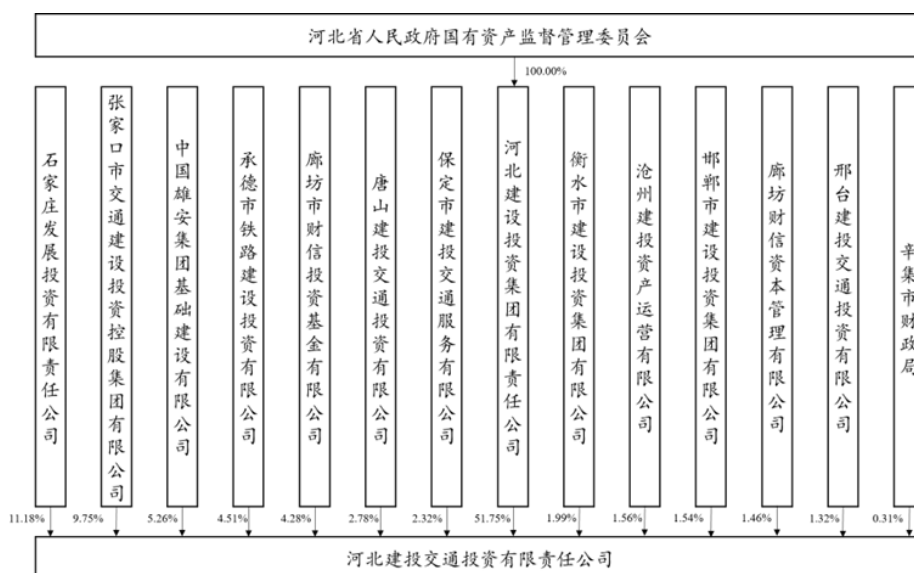 河北省人民政府国有资产监督管理委员会
100.00%
石家庄发展投资有限责任公司
张家口市交通建设投资控股集团有限公司
中国雄安集团基础建设有限公司
承德市铁路建设投资有限公司
廊坊市财信投资基金有限公司
唐山建投交通投资有限公司
保定市建投交通服务有限公司
河北建设投资集团有限责任公司
衡水市建设投资集团有限公司
沧州建投资产运营有限公司
邯郸市建设投资集团有限公司
廊坊财信资本管理有限公司
邢台建投交通投资有限公司
辛集市财政局
11.18%
9.75%
5.26%
4.51%
4.28%
2.78%
2.32%
51.75%
1.99%
1.56%
1.54%
1.46%
1.32%
0.31%
河北建投交通投资有限责任公司